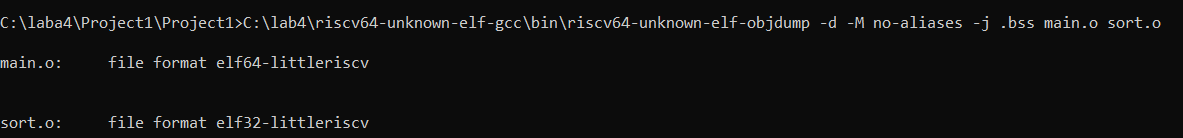 C:\laba4\Project1\Project1>C:\lab4\riscv64-unknown-elf-gcc\bin\riscv64-unknown-elf-objdump -d -M no-aliases -j .bss main.o sort.o
main.o:     file format elf64-littleriscv
sort.o:     file format elf32-littleriscv